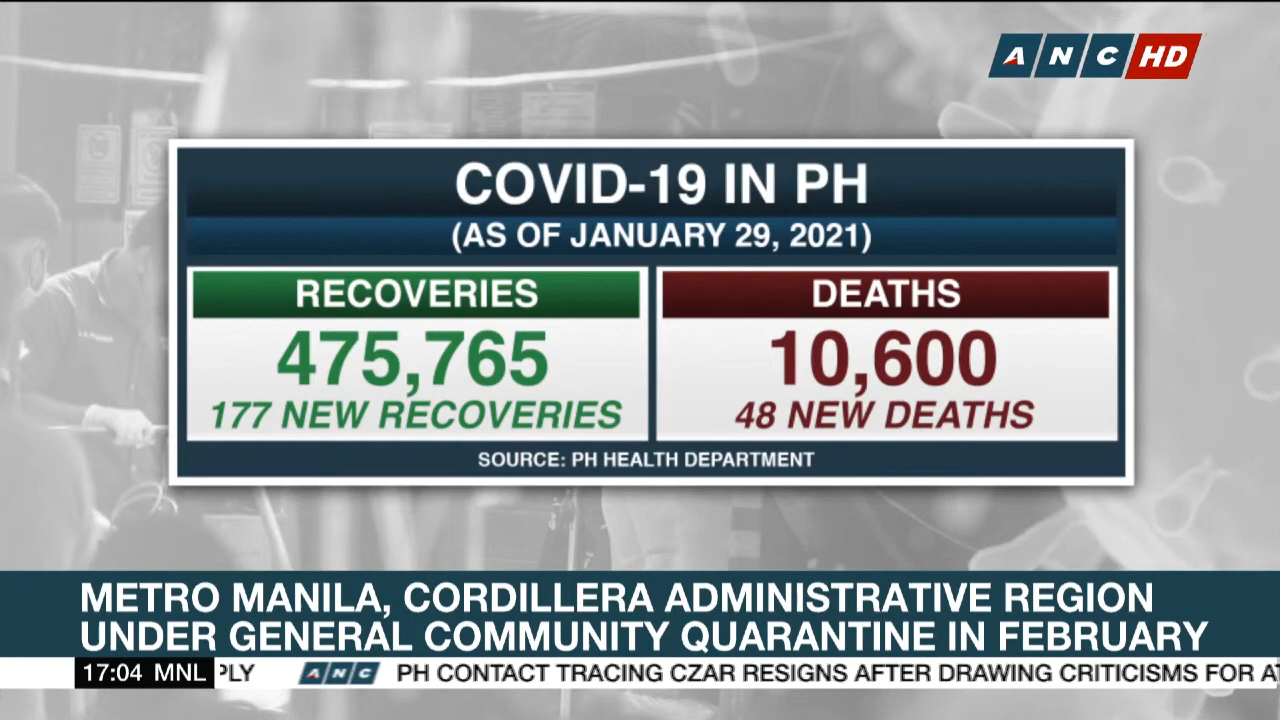 ANC HD
COVID-19 IN PH
(AS OF JANUARY 29, 2021)
RECOVERIES
475,765
177 NEW RECOVERIES
DEATHS
10,600
48 NEW DEATHS
SOURCE: PH HEALTH DEPARTMENT
METRO MANILA, CORDILLERA ADMINISTRATIVE REGION
UNDER GENERAL COMMUNITY QUARANTINE IN FEBRUARY
17:04 MNL PLY ANC PH CONTACT TRACING CZAR RESIGNS AFTER DRAWING CRITICISMS FOR